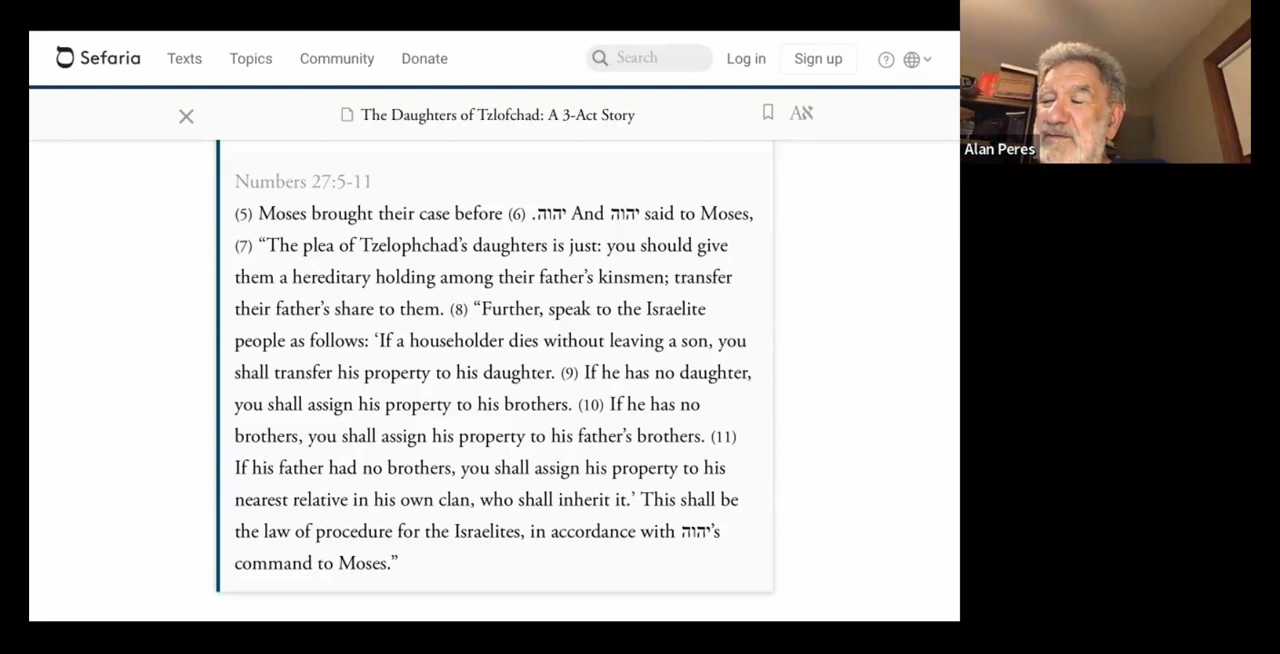 Sefaria Texts Topics Community Donate Search Log in Sign up
The Daughters of Tzlofchad: A 3-Act Story Aא
Numbers 27:5-11
(5) Moses brought their case before יהוה. (6) And יהוה said to Moses,
(7) “The plea of Tzelophchad’s daughters is just: you should give
them a hereditary holding among their father’s kinsmen; transfer
their father’s share to them. (8) “Further, speak to the Israelite
people as follows: ‘If a householder dies without leaving a son, you
shall transfer his property to his daughter. (9) If he has no daughter,
you shall assign his property to his brothers. (10) If he has no
brothers, you shall assign his property to his father’s brothers. (11)
If his father had no brothers, you shall assign his property to his
nearest relative in his own clan, who shall inherit it.’ This shall be
the law of procedure for the Israelites, in accordance with יהוה’s
command to Moses.”
Alan Peres